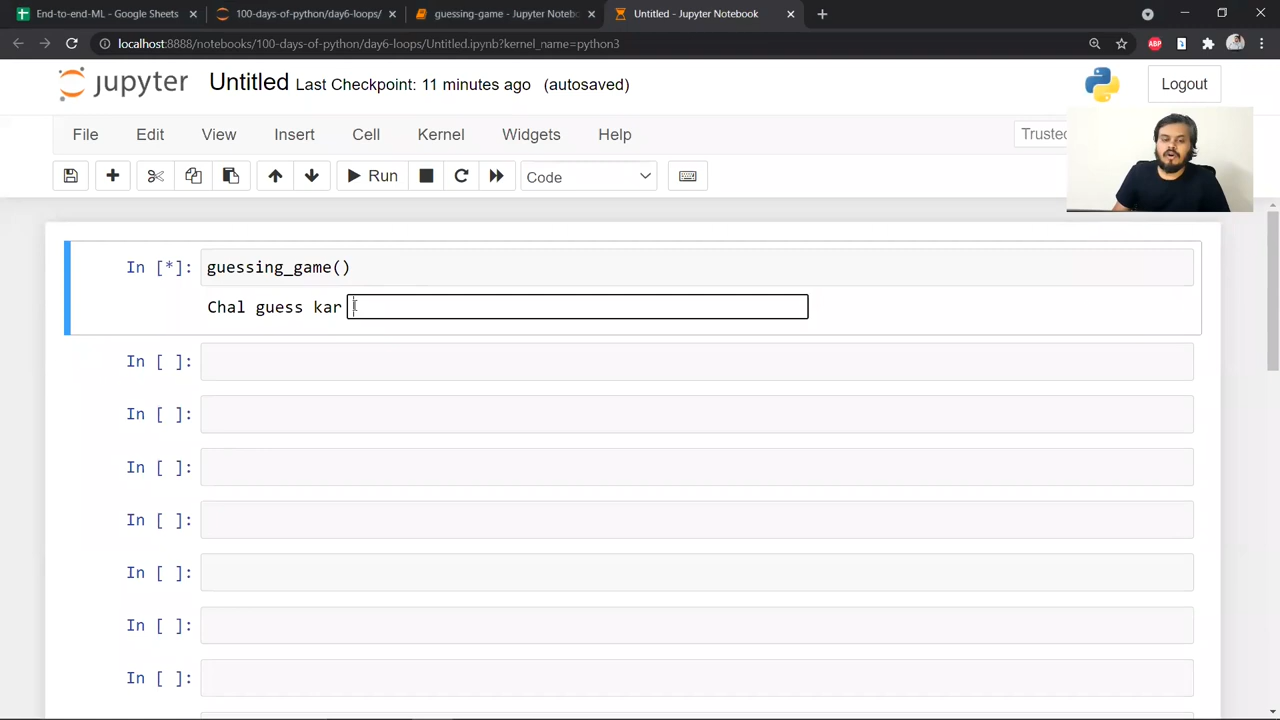 End-to-end-ML - Google Sheets
100-days-of-python/day6-loops/
guessing-game - Jupyter Notebo
Untitled - Jupyter Notebook
localhost:8888/notebooks/100-days-of-python/day6-loops/Untitled.ipynb?kernel_name=python3
ABP
jupyter Untitled Last Checkpoint: 11 minutes ago (autosaved)
Logout
File Edit View Insert Cell Kernel Widgets Help
Trusted
Run
Code
In [*]: guessing_game()
Chal guess kar
In [ ]:
In [ ]:
In [ ]:
In [ ]:
In [ ]:
In [ ]:
In [ ]: